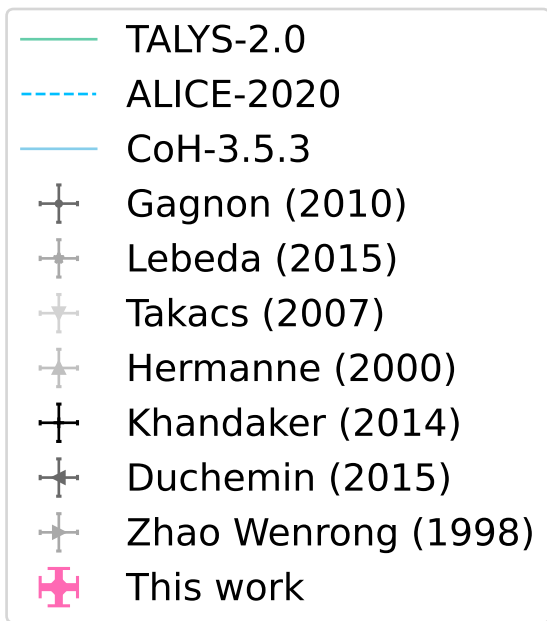 TALYS-2.0
ALICE-2020
CoH-3.5.3
Gagnon (2010)
Lebeda (2015)
Takacs (2007)
Hermanne (2000)
Khandaker (2014)
Duchemin (2015)
Zhao Wenrong (1998)
This work